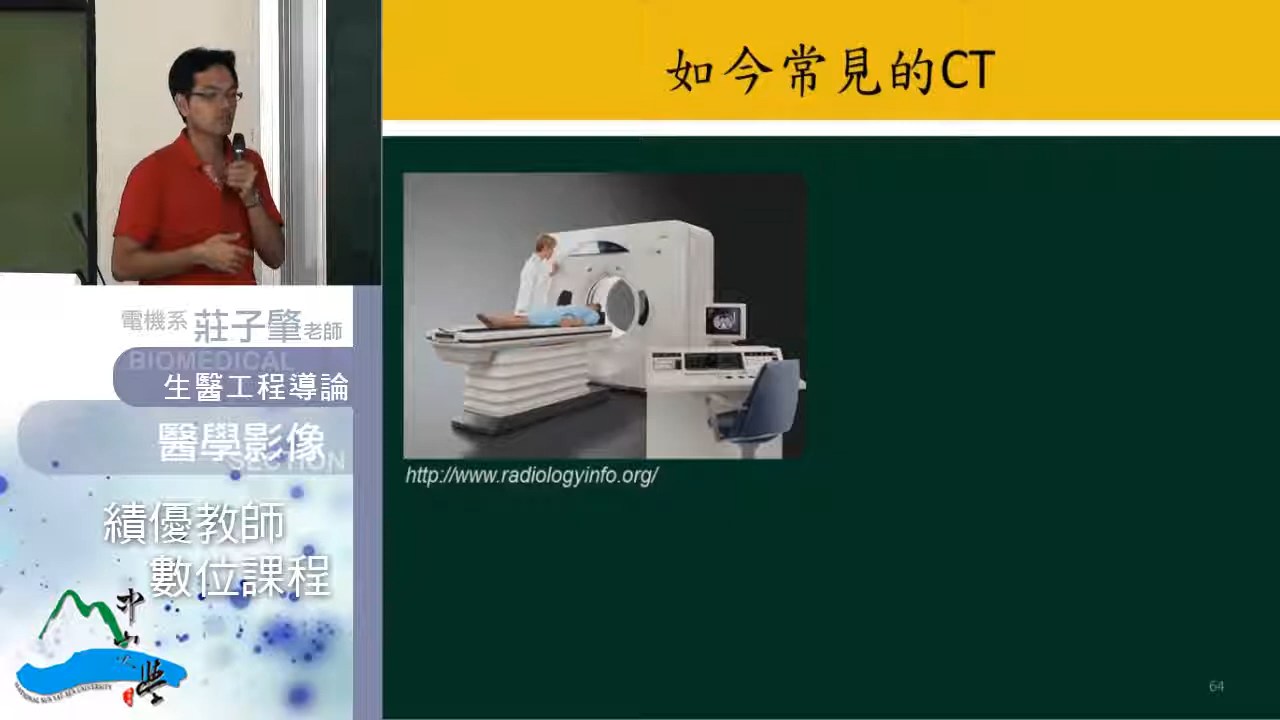 如今常見的CT
http://www.radiologyinfo.org/
64
電機系 莊子肇老師
BIOMEDICAL
生醫工程導論
醫學影像
SECTION
績優教師
數位課程
中山大學
NATIONAL SUN YAT-SEN UNIVERSITY